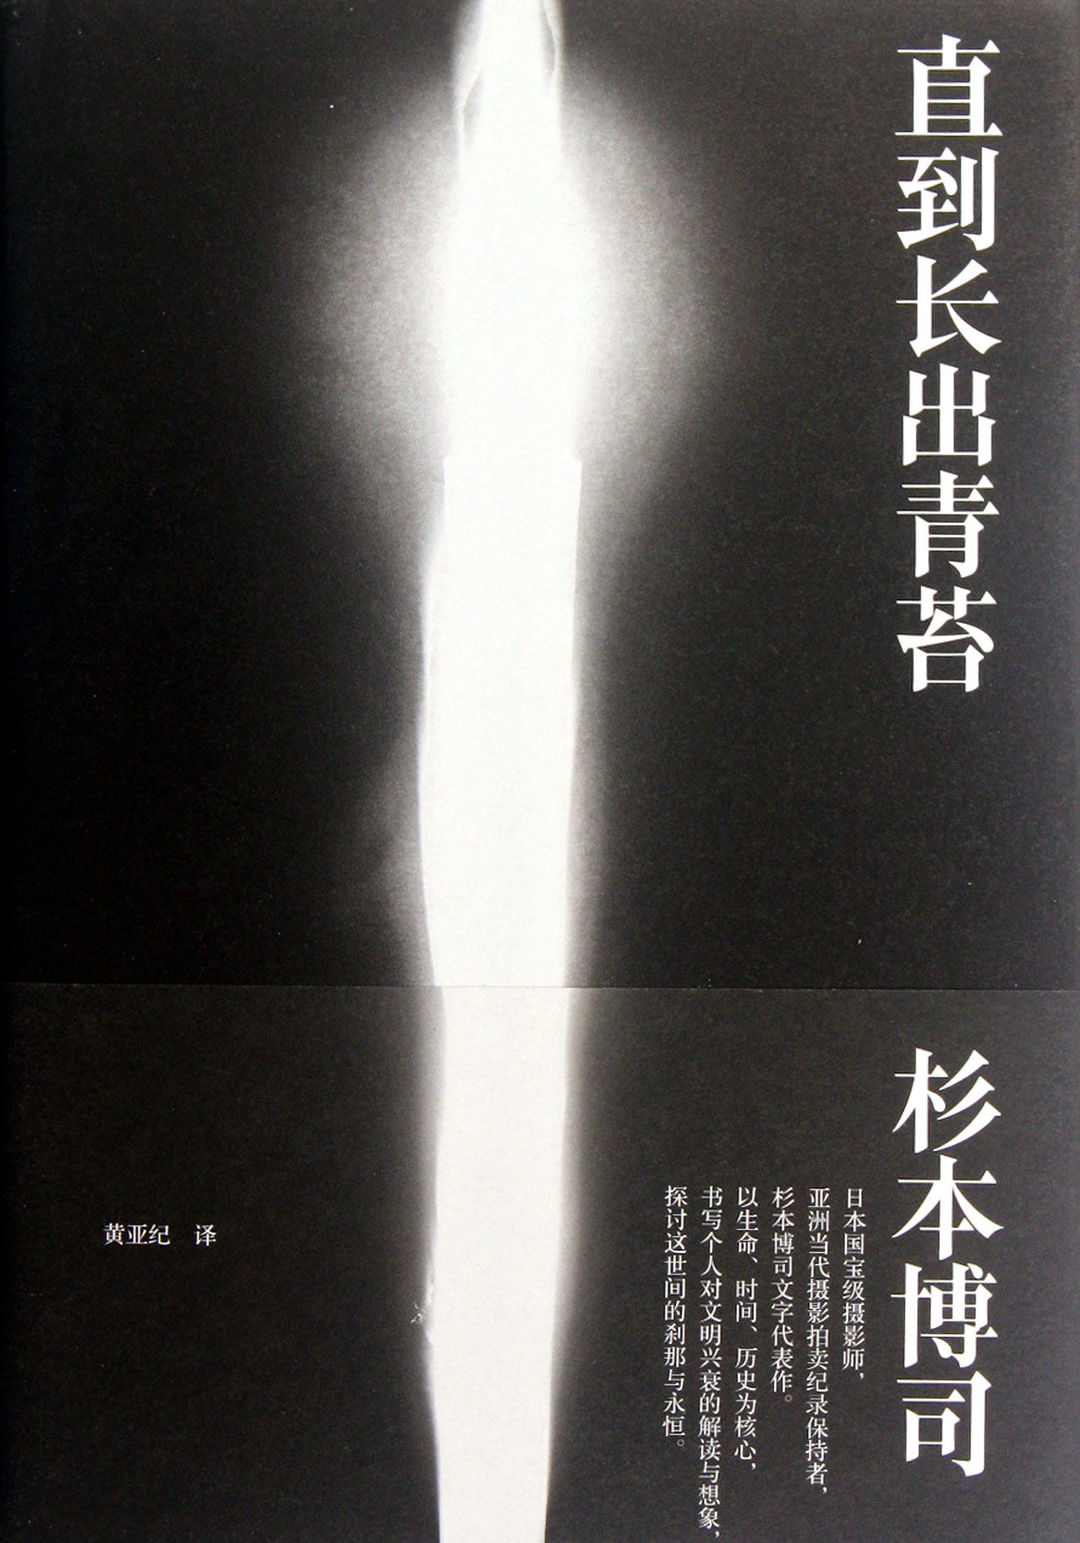 直到长出青苔
杉本博司
日本国宝级摄影师，
亚洲当代摄影拍卖纪录保持者，
杉本博司文字代表作。
以生命、时间、历史为核心，
书写个人对文明兴衰的解读与想象，
探讨这世间的刹那与永恒。
黄亚纪 译